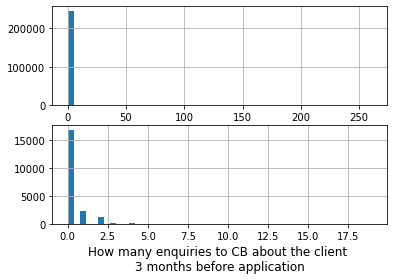 200000
100000
0
0 50 100 150 200 250
15000
10000
5000
0
0.0 2.5 5.0 7.5 10.0 12.5 15.0 17.5
How many enquiries to CB about the client
3 months before application